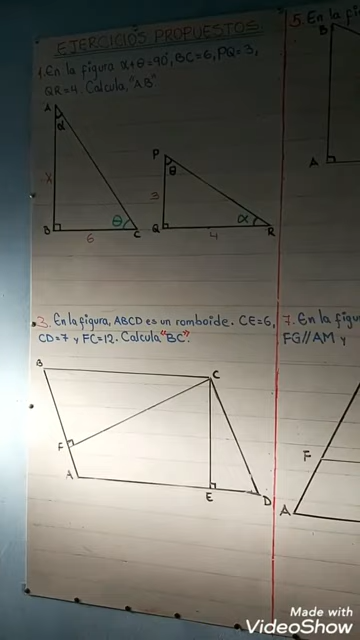 EJERCICIOS PROPUESTOS
1. En la figura α+θ=90°, BC=6, PQ=3,
QR=4. Calcula, "AB"
A
α
X
B
6
θ
C
P
θ
3
Q
4
α
R
3. En la figura, ABCD es un romboide. CE=6,
CD=7 y FC=12. Calcula "BC".
B
C
F
A
E
D
5. En la fi
B
A
7. En la figu
FG//AM y
F
A
Made with
VideoShow